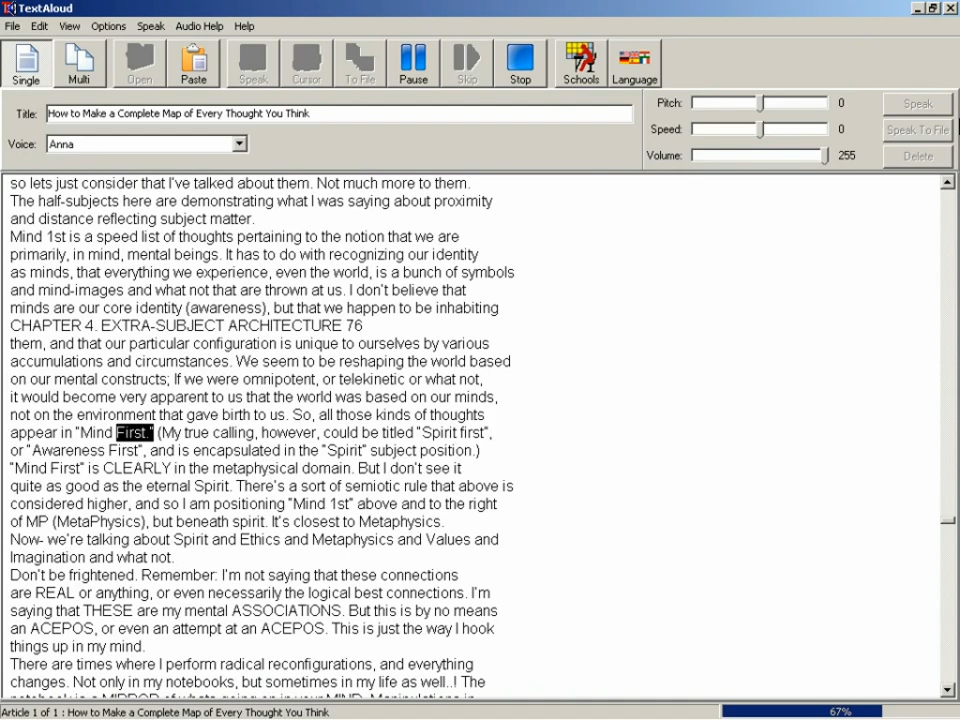 TextAloud
File Edit View Options Speak Audio Help Help
Single Multi Open Paste Speak Cursor To File Pause Skip Stop Schools Language
Title: How to Make a Complete Map of Every Thought You Think
Voice: Anna
Pitch: 0 Speak
Speed: 0 Speak To File
Volume: 255 Delete
so lets just consider that I've talked about them. Not much more to them.
The half-subjects here are demonstrating what I was saying about proximity
and distance reflecting subject matter.
Mind 1st is a speed list of thoughts pertaining to the notion that we are
primarily, in mind, mental beings. It has to do with recognizing our identity
as minds, that everything we experience, even the world, is a bunch of symbols
and mind-images and what not that are thrown at us. I don't believe that
minds are our core identity (awareness), but that we happen to be inhabiting
CHAPTER 4. EXTRA-SUBJECT ARCHITECTURE 76
them, and that our particular configuration is unique to ourselves by various
accumulations and circumstances. We seem to be reshaping the world based
on our mental constructs; If we were omnipotent, or telekinetic or what not,
it would become very apparent to us that the world was based on our minds,
not on the environment that gave birth to us. So, all those kinds of thoughts
appear in "Mind First." (My true calling, however, could be titled "Spirit first",
or "Awareness First", and is encapsulated in the "Spirit" subject position.)
"Mind First" is CLEARLY in the metaphysical domain. But I don't see it
quite as good as the eternal Spirit. There's a sort of semiotic rule that above is
considered higher, and so I am positioning "Mind 1st" above and to the right
of MP (MetaPhysics), but beneath spirit. It's closest to Metaphysics.
Now- we're talking about Spirit and Ethics and Metaphysics and Values and
Imagination and what not.
Don't be frightened. Remember: I'm not saying that these connections
are REAL or anything, or even necessarily the logical best connections. I'm
saying that THESE are my mental ASSOCIATIONS. But this is by no means
an ACEPOS, or even an attempt at an ACEPOS. This is just the way I hook
things up in my mind.
There are times where I perform radical reconfigurations, and everything
changes. Not only in my notebooks, but sometimes in my life as well..! The
notebook is a MIRROR of whats going on in your MIND. Manipulations in
Article 1 of 1 : How to Make a Complete Map of Every Thought You Think 67%